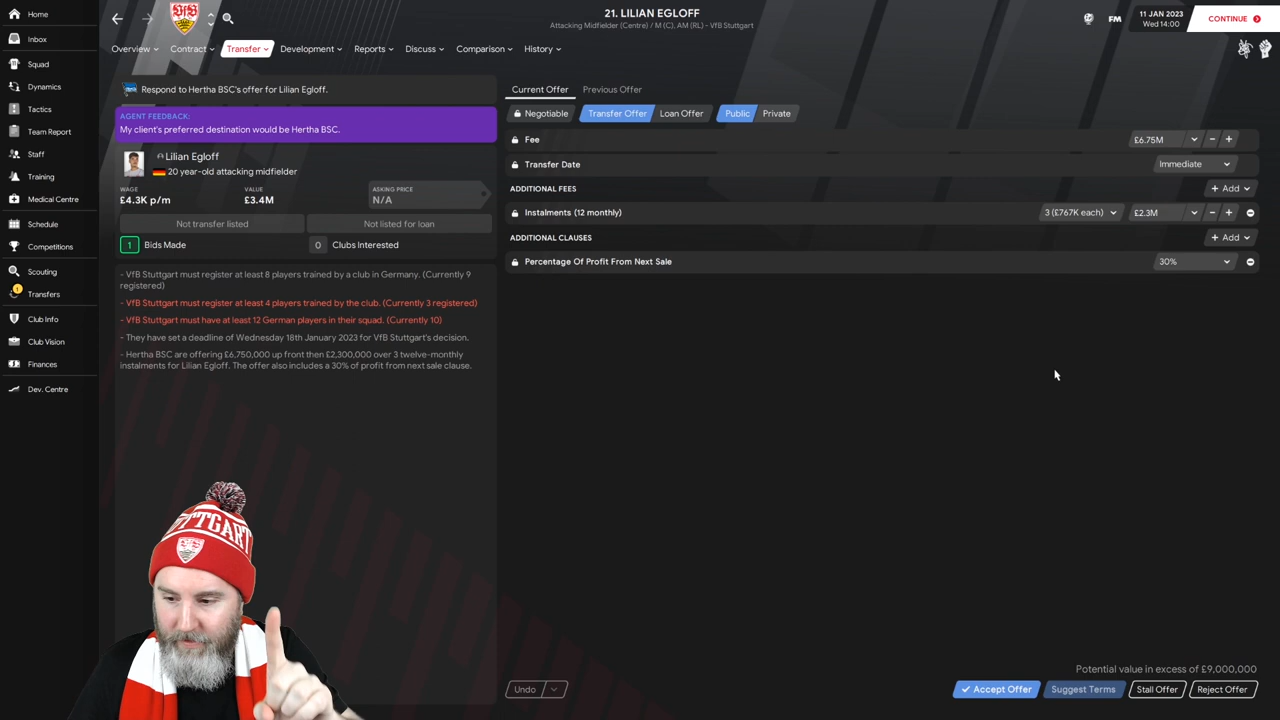 Home
Inbox
Squad
Dynamics
Tactics
Team Report
Staff
Training
Medical Centre
Schedule
Competitions
Scouting
1
Transfers
Club Info
Club Vision
Finances
Dev. Centre
VfB
21. LILIAN EGLOFF
Attacking Midfielder (Centre) / M (C), AM (RL) - VfB Stuttgart
FM
11 JAN 2023
Wed 14:00
CONTINUE
Overview
Contract
Transfer
Development
Reports
Discuss
Comparison
History
Respond to Hertha BSC's offer for Lilian Egloff.
AGENT FEEDBACK:
My client's preferred destination would be Hertha BSC.
Lilian Egloff
20 year-old attacking midfielder
WAGE
£4.3K p/m
VALUE
£3.4M
ASKING PRICE
N/A
Not transfer listed
Not listed for loan
1 Bids Made
0 Clubs Interested
- VfB Stuttgart must register at least 8 players trained by a club in Germany. (Currently 9
registered)
- VfB Stuttgart must register at least 4 players trained by the club. (Currently 3 registered)
- VfB Stuttgart must have at least 12 German players in their squad. (Currently 10)
- They have set a deadline of Wednesday 18th January 2023 for VfB Stuttgart's decision.
- Hertha BSC are offering £6,750,000 up front then £2,300,000 over 3 twelve-monthly
instalments for Lilian Egloff. The offer also includes a 30% of profit from next sale clause.
Current Offer
Previous Offer
Negotiable
Transfer Offer
Loan Offer
Public
Private
Fee
£6.75M
Transfer Date
Immediate
ADDITIONAL FEES
+ Add
Instalments (12 monthly)
3 (£767K each)
£2.3M
ADDITIONAL CLAUSES
+ Add
Percentage Of Profit From Next Sale
30%
TTGART
Potential value in excess of £9,000,000
Undo
Accept Offer
Suggest Terms
Stall Offer
Reject Offer